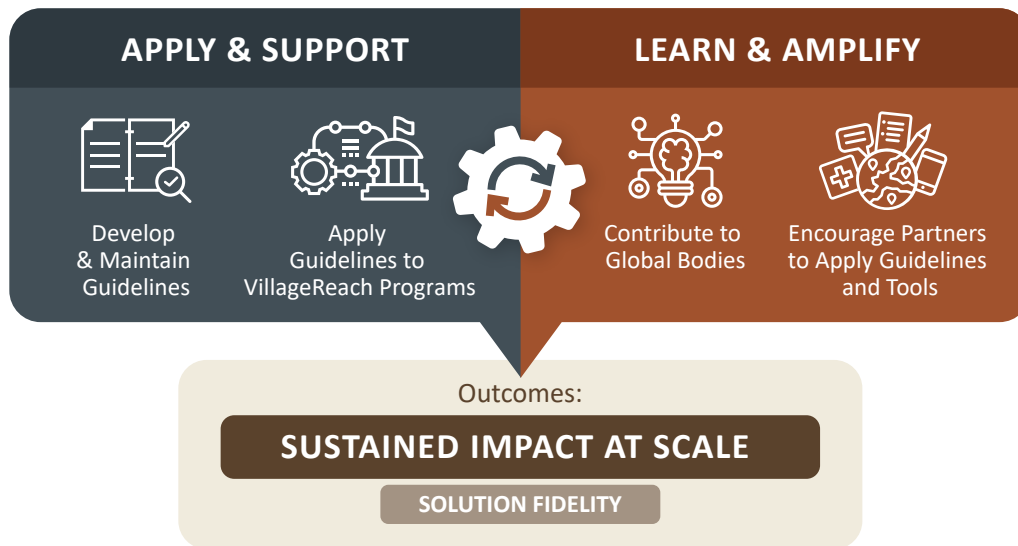 APPLY & SUPPORT
LEARN & AMPLIFY
Develop
& Maintain
Guidelines
Apply
Guidelines to
VillageReach Programs
Contribute to
Global Bodies
Encourage Partners
to Apply Guidelines
and Tools
Outcomes:
SUSTAINED IMPACT AT SCALE
SOLUTION FIDELITY